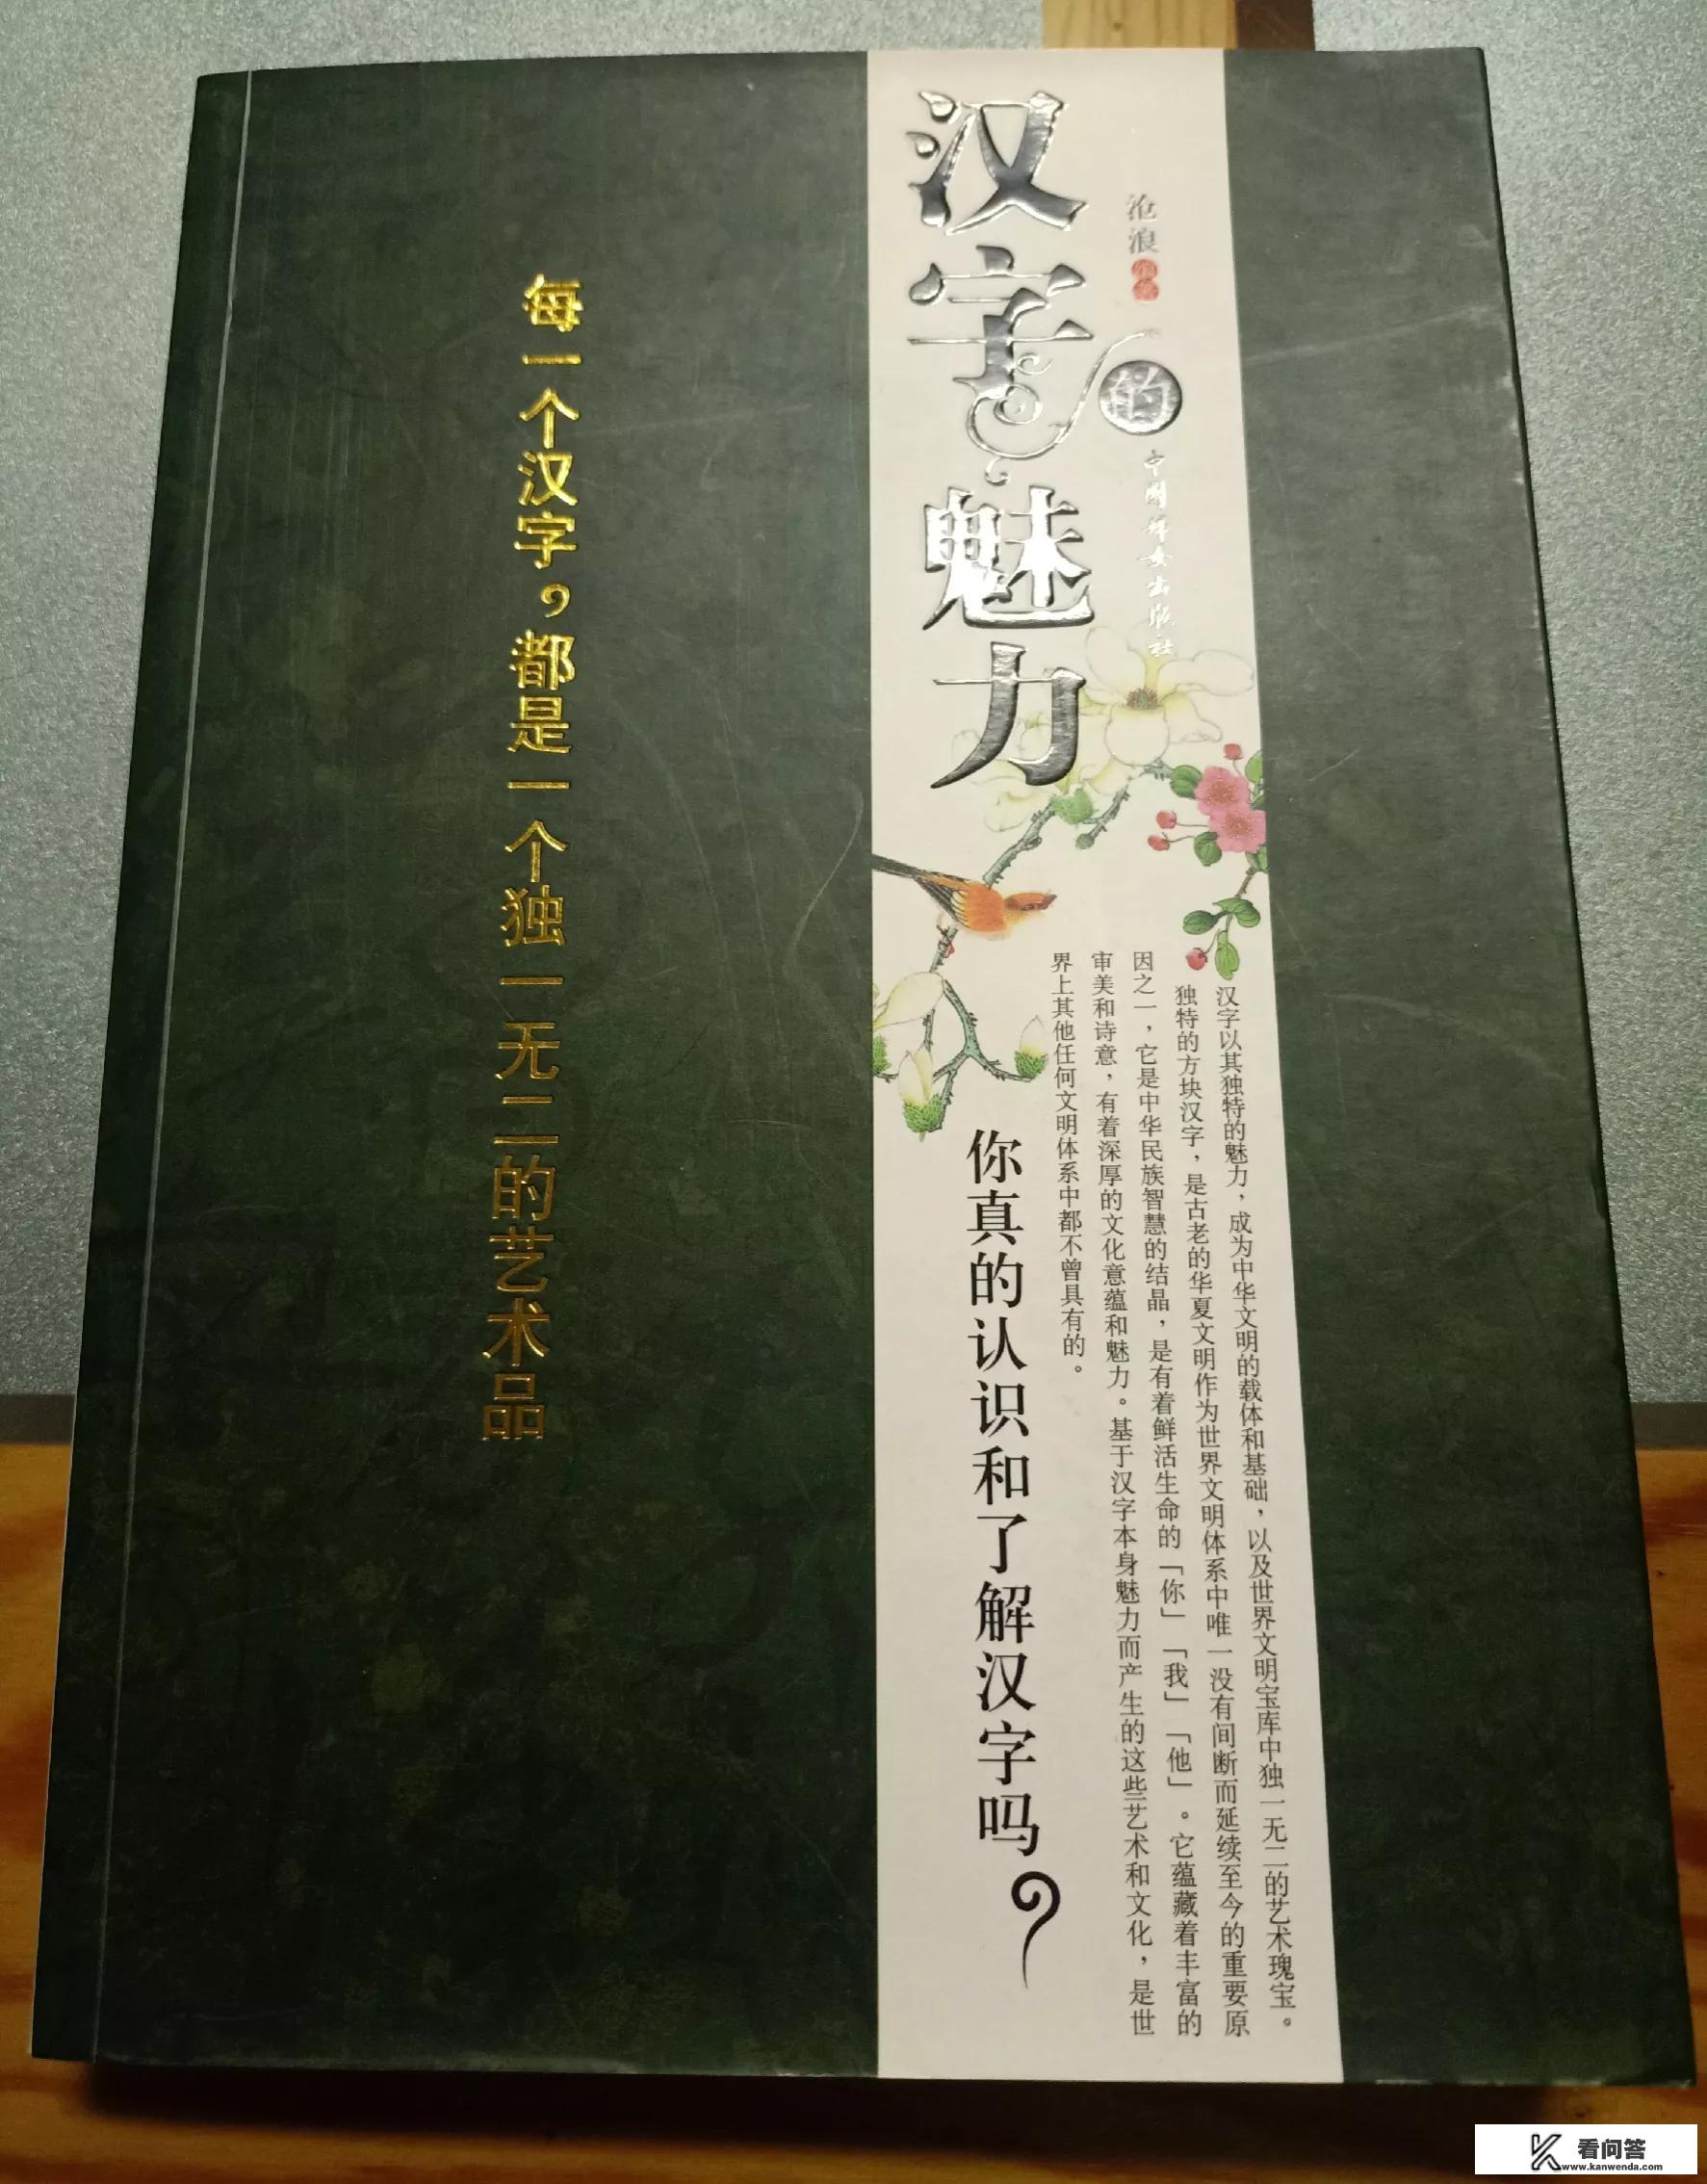 汉字的魅力
沧浪 编著
中国妇女出版社
汉字以其独特的魅力，成为中华文明的载体和基础，以及世界文明宝库中独一无二的艺术瑰宝。
独特的方块汉字，是古老的华夏文明作为世界文明体系中唯一没有间断而延续至今的重要原
因之一，它是中华民族智慧的结晶，是有着鲜活生命的「你」「我」「他」。它蕴藏着丰富的
审美和诗意，有着深厚的文化意蕴和魅力。基于汉字本身魅力而产生的这些艺术和文化，是世
界上其他任何文明体系中都不曾具有的。
你真的认识和了解汉字吗？
每一个汉字，都是一个独一无二的艺术品
看问答
www.kanwenda.com